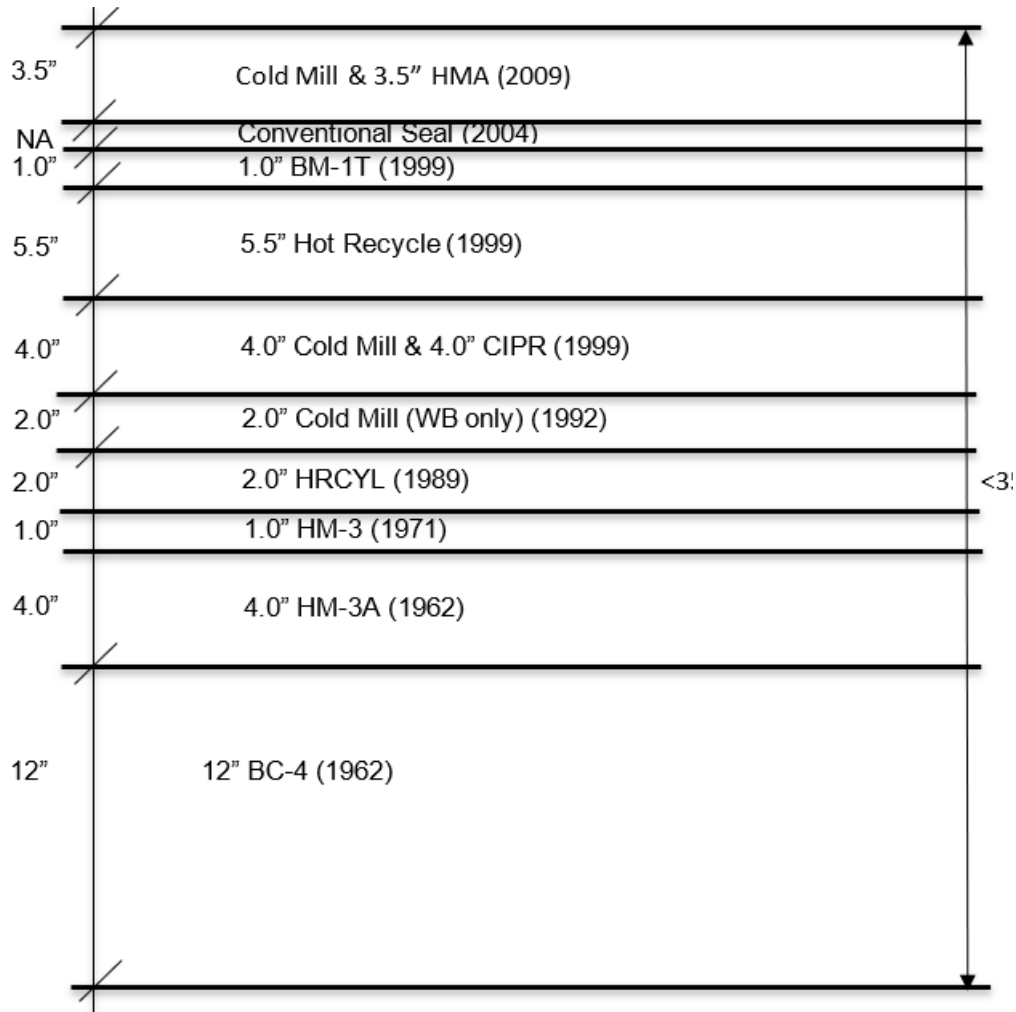 3.5” Cold Mill & 3.5” HMA (2009)
NA Conventional Seal (2004)
1.0” 1.0” BM-1T (1999)
5.5” 5.5” Hot Recycle (1999)
4.0” 4.0” Cold Mill & 4.0” CIPR (1999)
2.0” 2.0” Cold Mill (WB only) (1992)
2.0” 2.0” HRCYL (1989) <35
1.0” 1.0” HM-3 (1971)
4.0” 4.0” HM-3A (1962)
12” 12” BC-4 (1962)